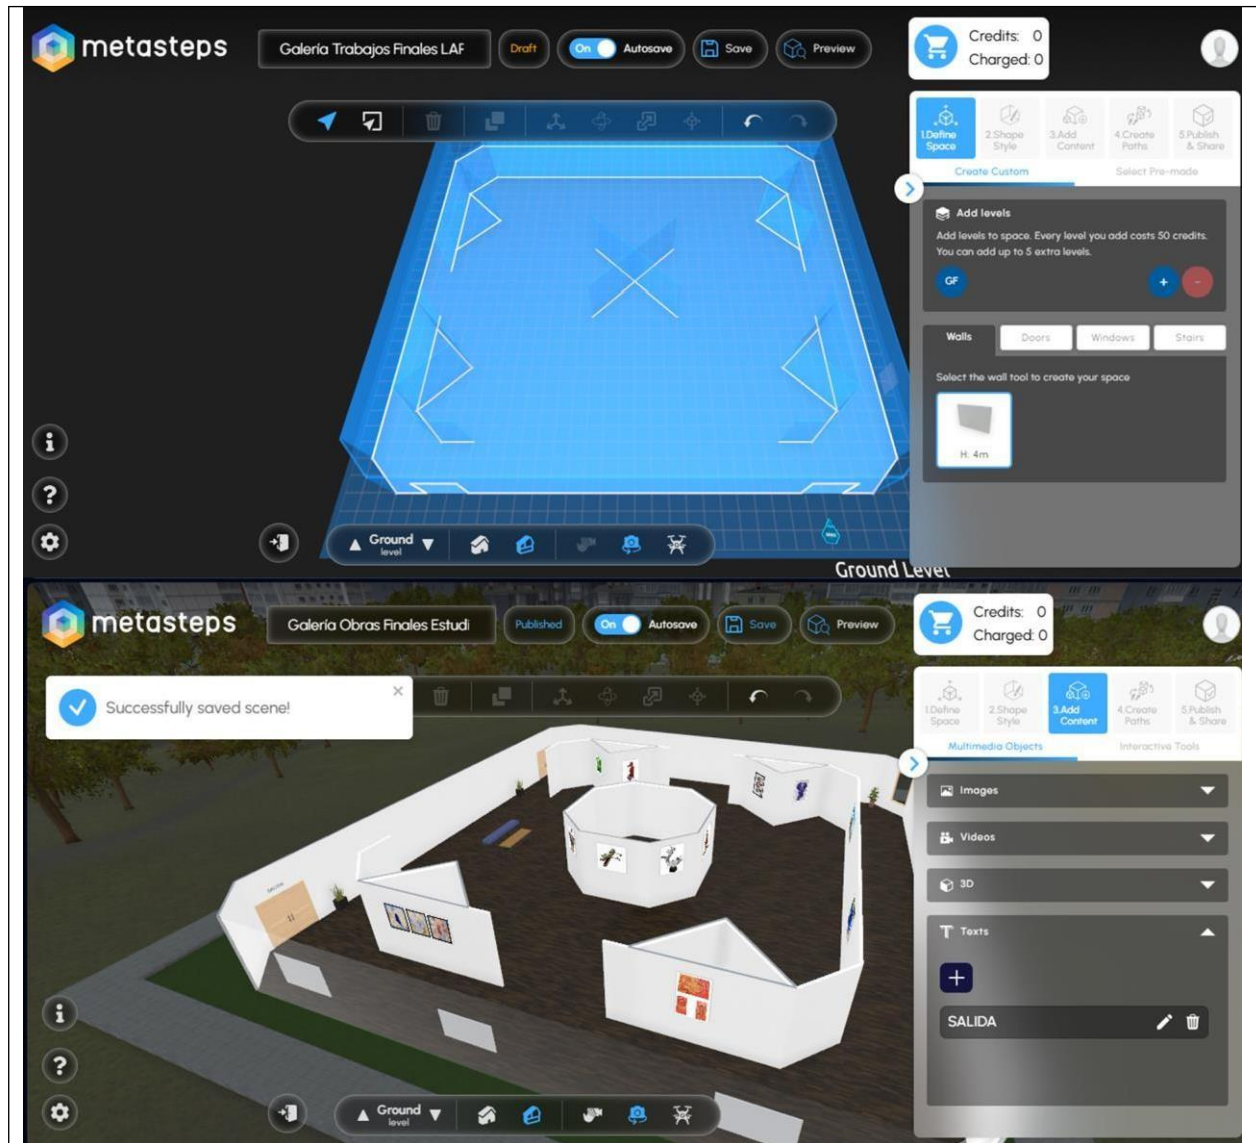 metasteps
Galería Trabajos Finales LAF
Draft
On
Autosave
Save
Preview
Credits: 0
Charged: 0
1.Define
Space
2.Shape
Style
3.Add
Content
4.Create
Paths
5.Publish
& Share
Create Custom
Select Pre-made
Add levels
Add levels to space. Every level you add costs 50 credits.
You can add up to 5 extra levels.
GF
+
-
Walls
Doors
Windows
Stairs
Select the wall tool to create your space
H. 4m
i
?
Ground
level
Ground Level
metasteps
Galería Obras Finales Estudi
Published
On
Autosave
Save
Preview
Credits: 0
Charged: 0
Successfully saved scene!
1.Define
Space
2.Shape
Style
3.Add
Content
4.Create
Paths
5.Publish
& Share
Multimedia Objects
Interactive Tools
Images
Videos
3D
Texts
+
SALIDA
SALIDA
i
?
Ground
level